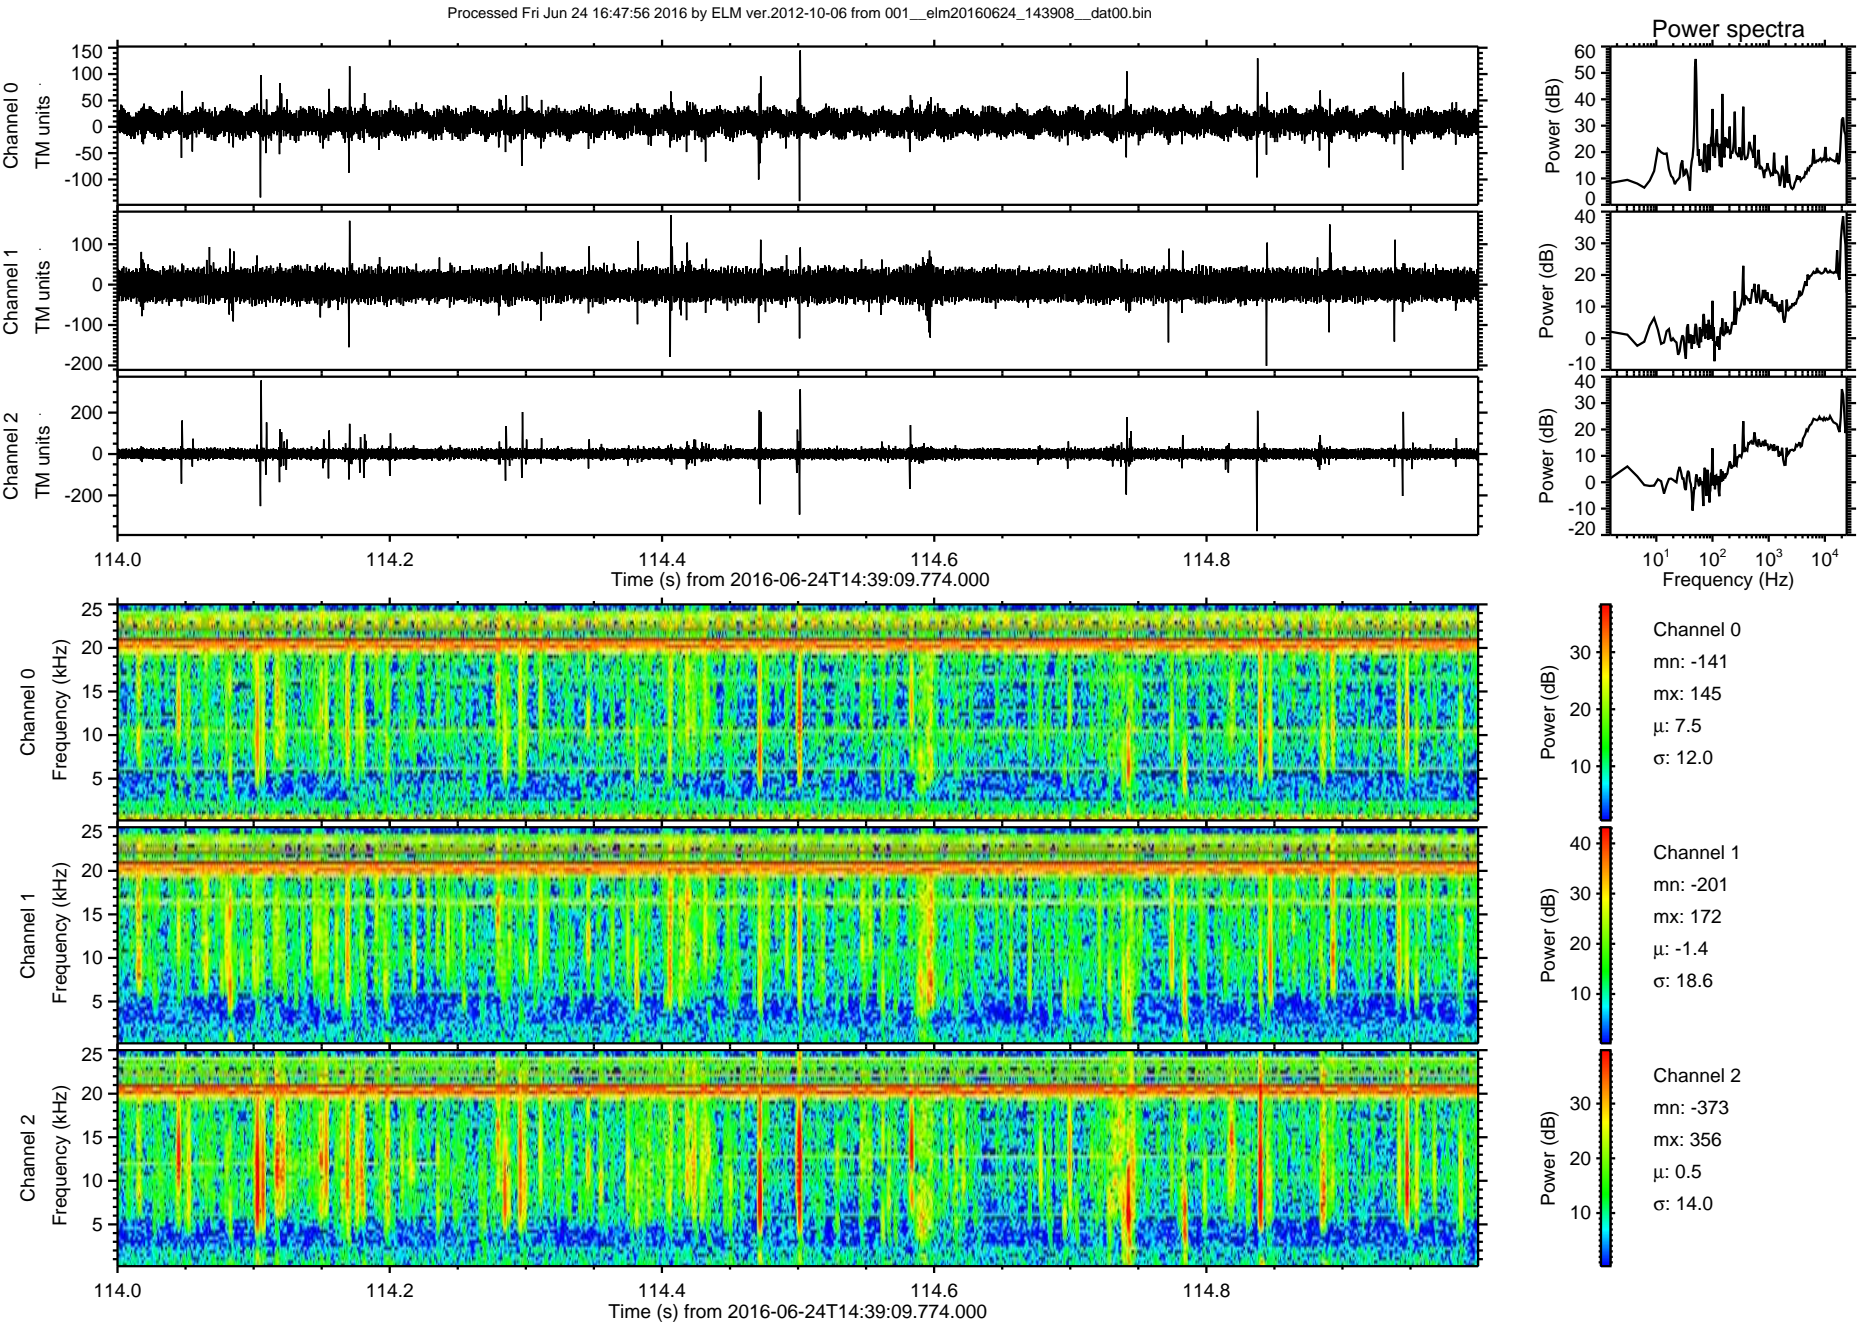 Processed Fri Jun 24 16:47:56 2016 by ELM ver.2012-10-06 from 001__elm20160624_143908__dat00.bin
Power spectra
Channel 0
TM units
150
100
50
0
-50
-100
Power (dB)
60
50
40
30
20
10
0
Channel 1
TM units
100
0
-100
-200
Power (dB)
40
30
20
10
0
-10
Channel 2
TM units
200
0
-200
Power (dB)
40
30
20
10
0
-10
-20
114.0 114.2 114.4 114.6 114.8
Time (s) from 2016-06-24T14:39:09.774.000
10¹ 10² 10³ 10⁴
Frequency (Hz)
Channel 0
Frequency (kHz)
25
20
15
10
5
Power (dB)
30
20
10
Channel 0
mn: -141
mx: 145
μ: 7.5
σ: 12.0
Channel 1
Frequency (kHz)
25
20
15
10
5
Power (dB)
40
30
20
10
Channel 1
mn: -201
mx: 172
μ: -1.4
σ: 18.6
Channel 2
Frequency (kHz)
25
20
15
10
5
Power (dB)
30
20
10
Channel 2
mn: -373
mx: 356
μ: 0.5
σ: 14.0
114.0 114.2 114.4 114.6 114.8
Time (s) from 2016-06-24T14:39:09.774.000